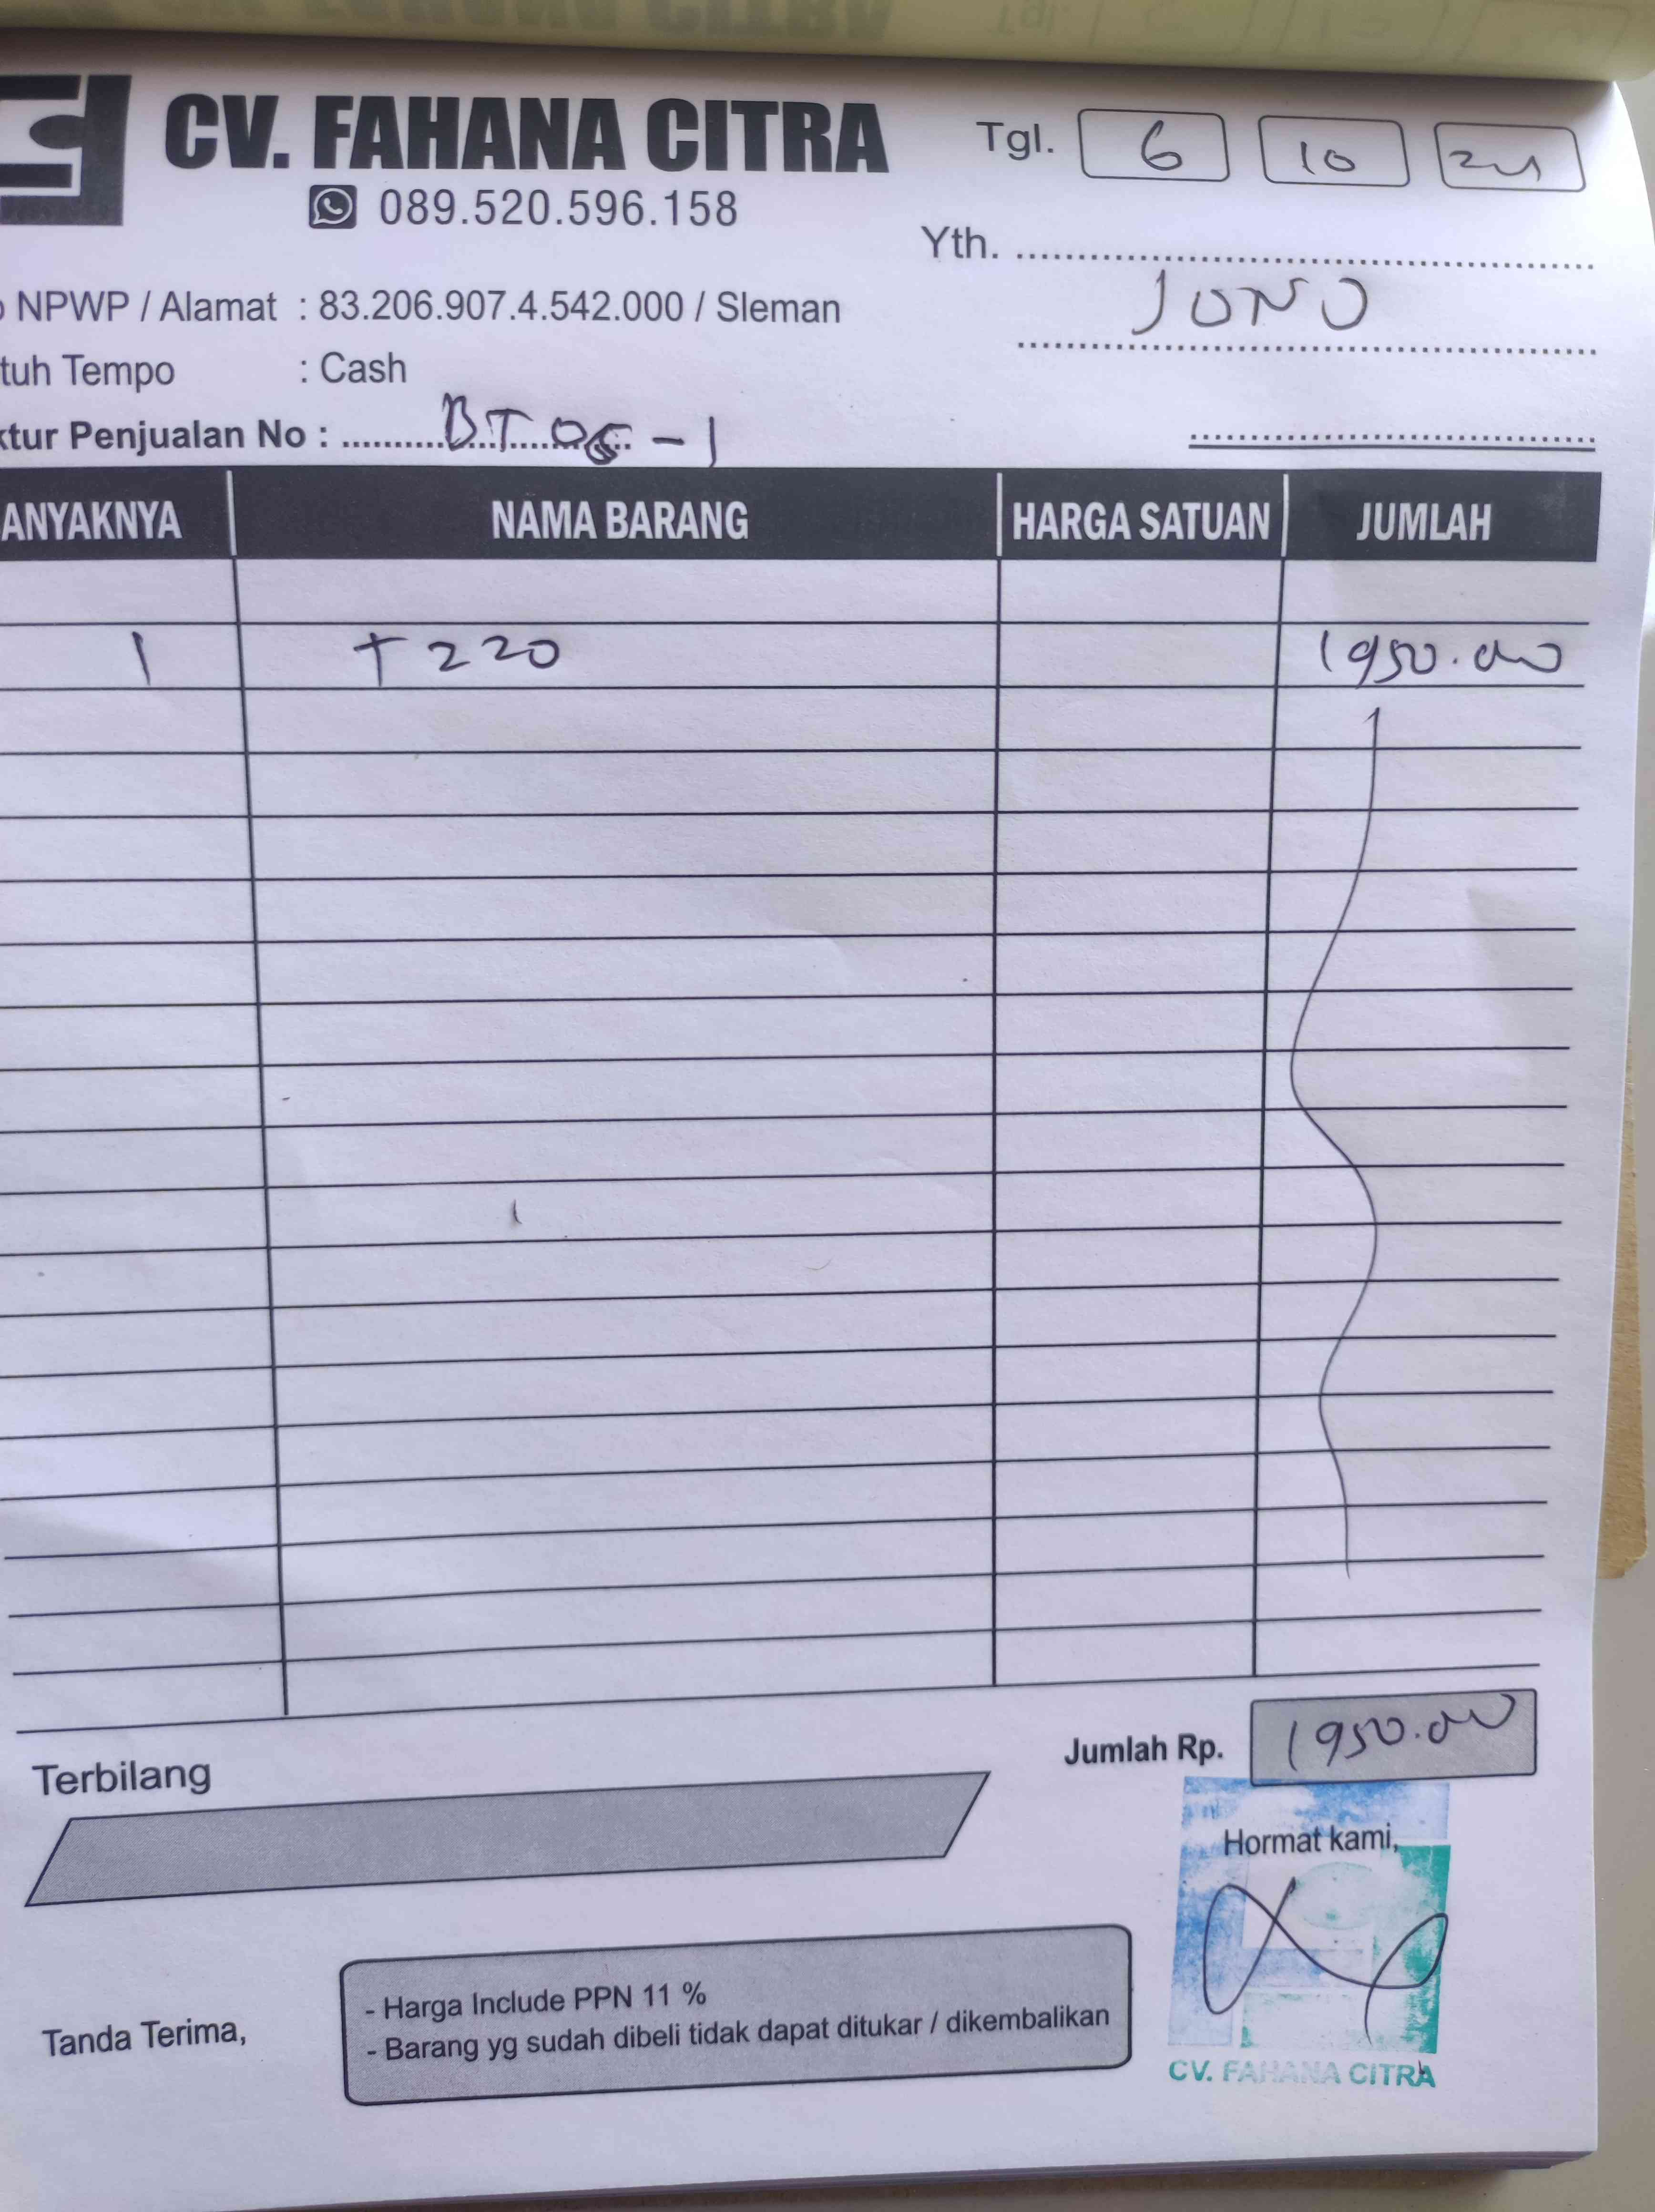 CV. FAHANA CITRA
Tgl. 6 10 24
089.520.596.158
Yth.
NPWP / Alamat : 83.206.907.4.542.000 / Sleman
JONO
tuh Tempo : Cash
ktur Penjualan No : BT06-1
ANYAKNYA NAMA BARANG HARGA SATUAN JUMLAH
1 T220 1950.000
Jumlah Rp. 1950.000
Terbilang
Hormat kami,
- Harga Include PPN 11 %
- Barang yg sudah dibeli tidak dapat ditukar / dikembalikan
Tanda Terima,
CV. FAHANA CITRA